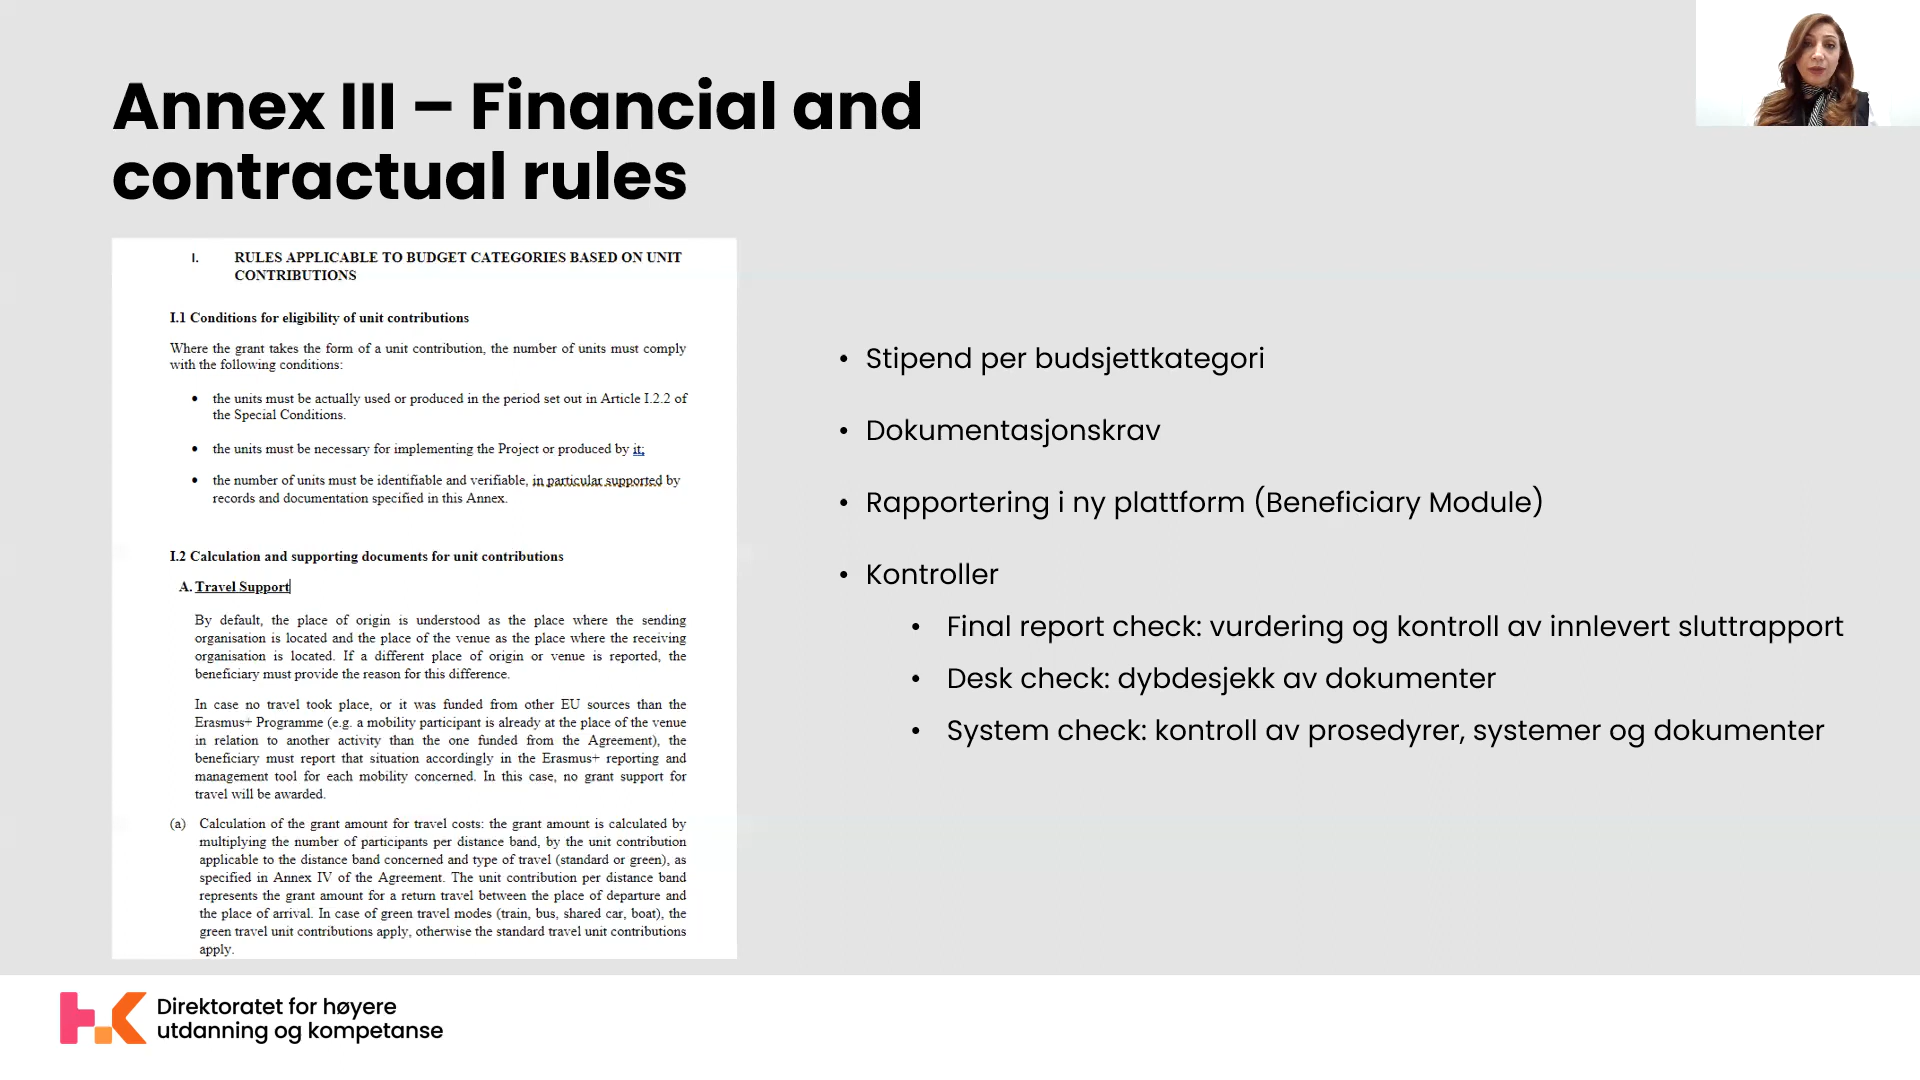 Annex III – Financial and
contractual rules
I. RULES APPLICABLE TO BUDGET CATEGORIES BASED ON UNIT
CONTRIBUTIONS
I.1 Conditions for eligibility of unit contributions
Where the grant takes the form of a unit contribution, the number of units must comply
with the following conditions:
• the units must be actually used or produced in the period set out in Article I.2.2 of
the Special Conditions.
• the units must be necessary for implementing the Project or produced by it;
• the number of units must be identifiable and verifiable, in particular supported by
records and documentation specified in this Annex.
I.2 Calculation and supporting documents for unit contributions
A. Travel Support
By default, the place of origin is understood as the place where the sending
organisation is located and the place of the venue as the place where the receiving
organisation is located. If a different place of origin or venue is reported, the
beneficiary must provide the reason for this difference.
In case no travel took place, or it was funded from other EU sources than the
Erasmus+ Programme (e.g. a mobility participant is already at the place of the venue
in relation to another activity than the one funded from the Agreement), the
beneficiary must report that situation accordingly in the Erasmus+ reporting and
management tool for each mobility concerned. In this case, no grant support for
travel will be awarded.
(a) Calculation of the grant amount for travel costs: the grant amount is calculated by
multiplying the number of participants per distance band, by the unit contribution
applicable to the distance band concerned and type of travel (standard or green), as
specified in Annex IV of the Agreement. The unit contribution per distance band
represents the grant amount for a return travel between the place of departure and
the place of arrival. In case of green travel modes (train, bus, shared car, boat), the
green travel unit contributions apply, otherwise the standard travel unit contributions
apply.
• Stipend per budsjettkategori
• Dokumentasjonskrav
• Rapportering i ny plattform (Beneficiary Module)
• Kontroller
• Final report check: vurdering og kontroll av innlevert sluttrapport
• Desk check: dybdesjekk av dokumenter
• System check: kontroll av prosedyrer, systemer og dokumenter
Direktoratet for høyere
utdanning og kompetanse